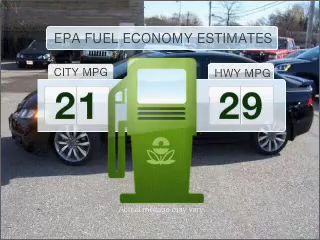 EPA FUEL ECONOMY ESTIMATES
CITY MPG
HWY MPG
21
29
Actual mileage may vary.